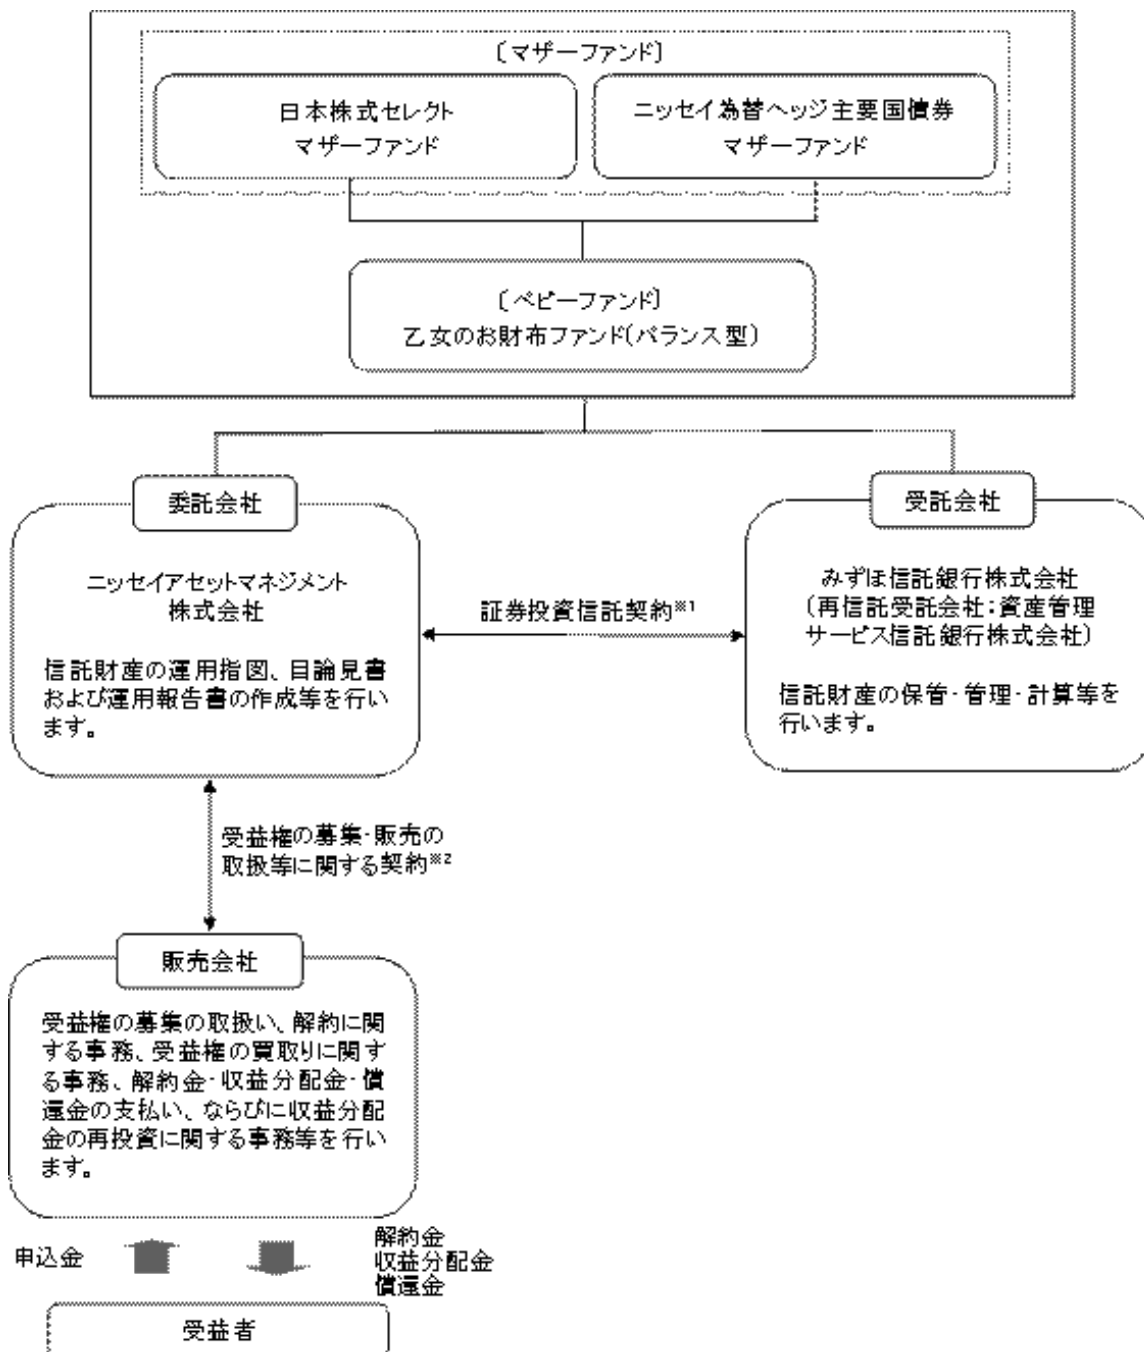 〔マザーファンド〕
日本株式セレクト
マザーファンド
ニッセイ為替ヘッジ主要国債券
マザーファンド
〔ベビーファンド〕
乙女のお財布ファンド(バランス型)
委託会社
ニッセイアセットマネジメント
株式会社
信託財産の運用指図、目論見書
および運用報告書の作成等を行い
ます。
証券投資信託契約※1
受託会社
みずほ信託銀行株式会社
(再信託受託会社:資産管理
サービス信託銀行株式会社)
信託財産の保管・管理・計算等を
行います。
受益権の募集・販売の
取扱等に関する契約※2
販売会社
受益権の募集の取扱い、解約に関
する事務、受益権の買取りに関す
る事務、解約金・収益分配金・償
還金の支払い、ならびに収益分配
金の再投資に関する事務等を行い
ます。
申込金
解約金
収益分配金
償還金
受益者